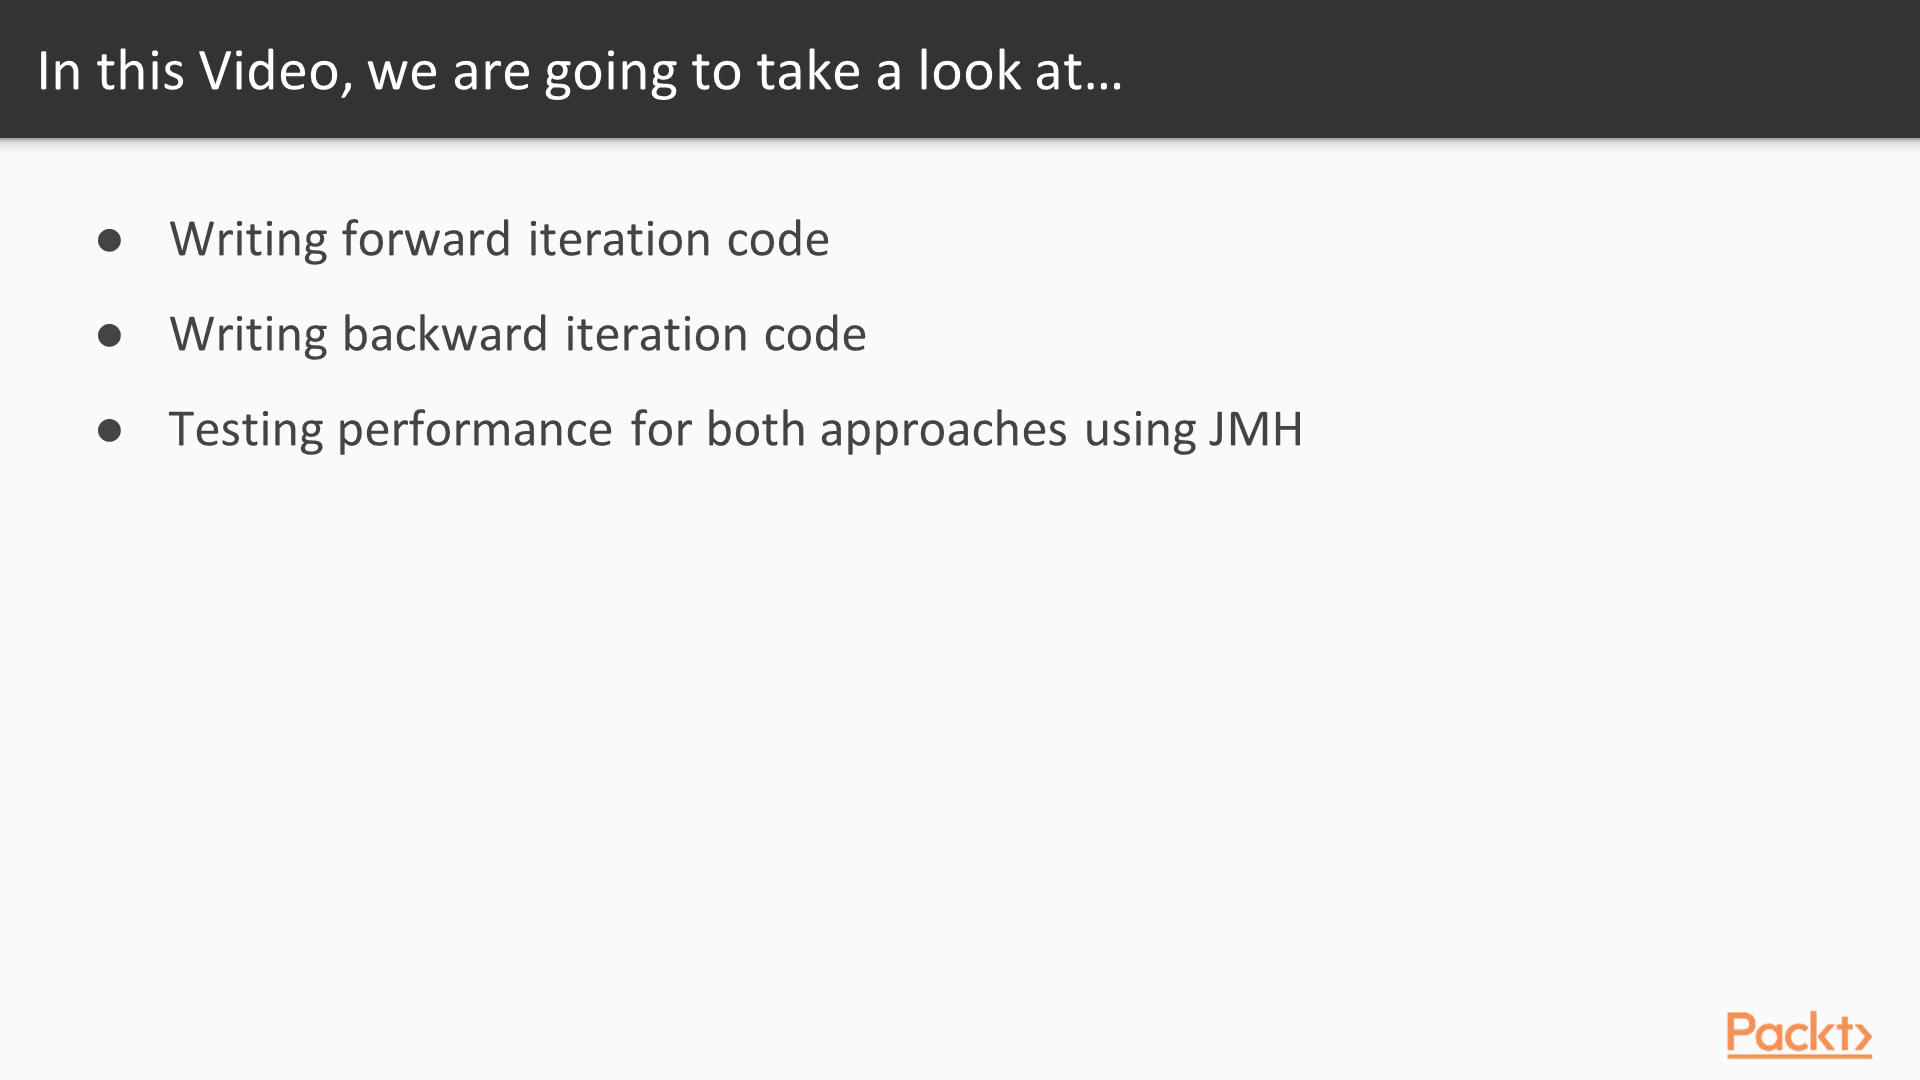 In this Video, we are going to take a look at…
● Writing forward iteration code
● Writing backward iteration code
● Testing performance for both approaches using JMH
Packt>